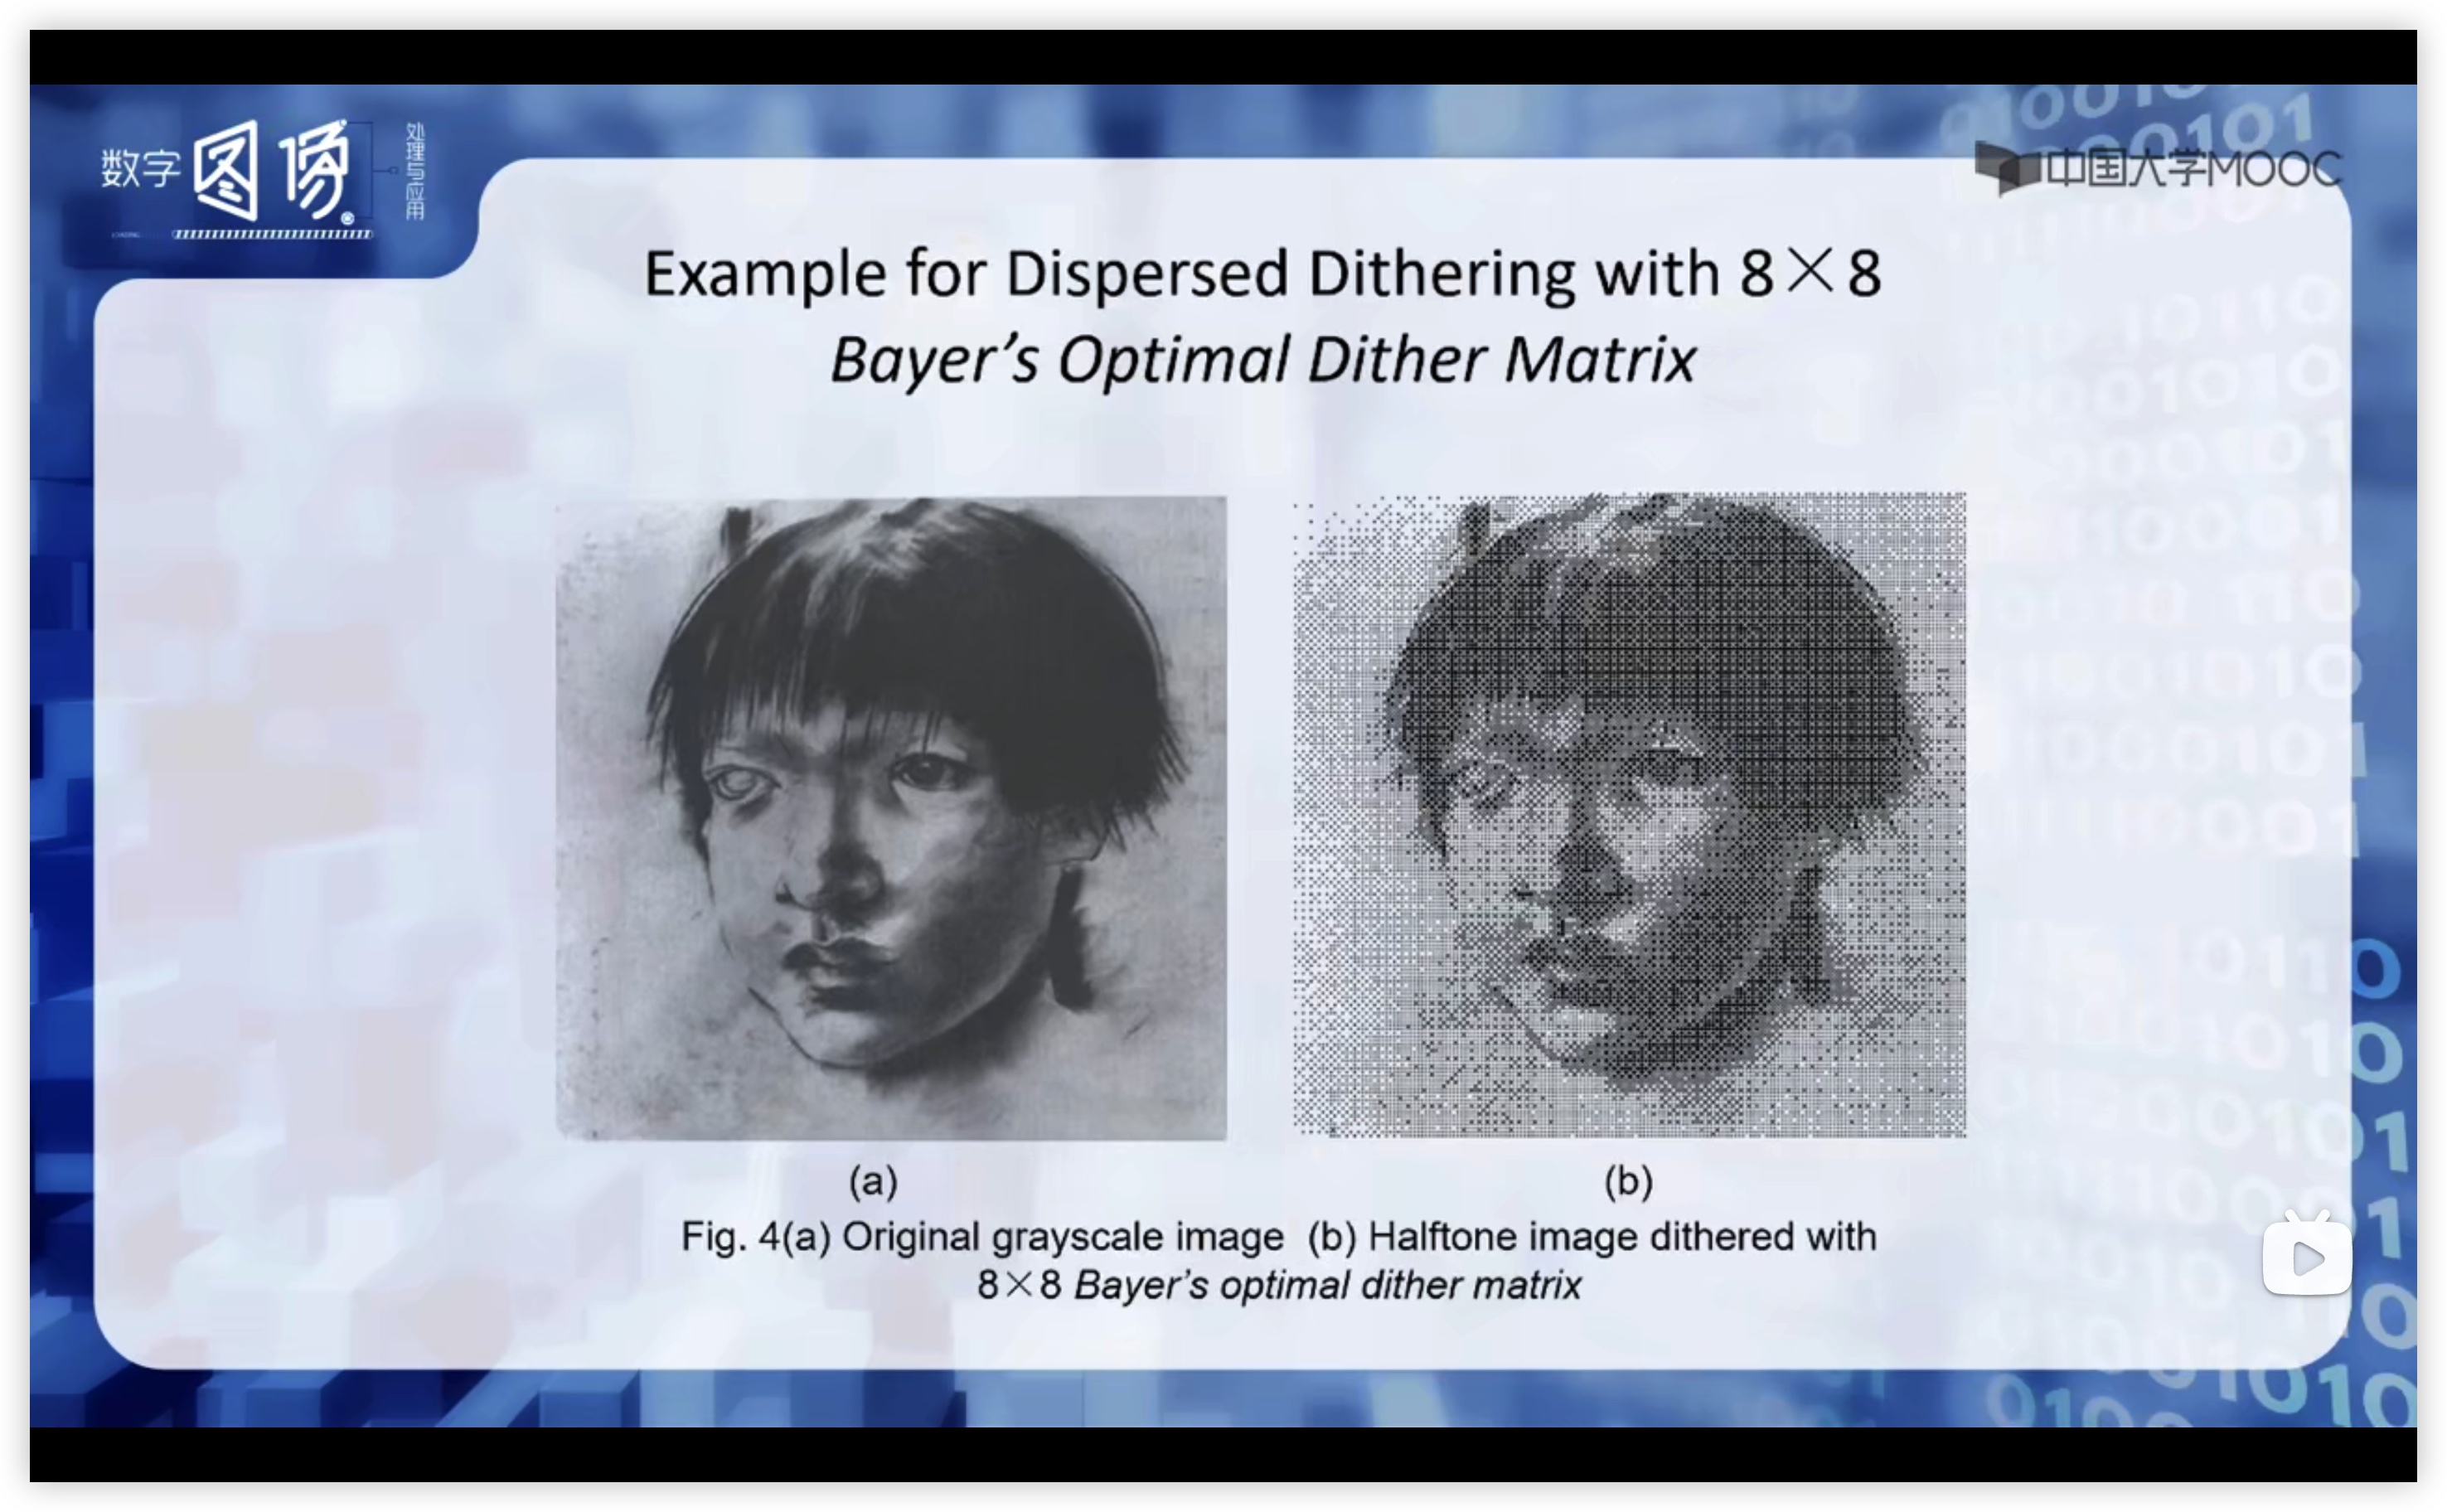 数字图像处理与应用
中国大学MOOC
Example for Dispersed Dithering with 8×8
Bayer's Optimal Dither Matrix
(a)
(b)
Fig. 4(a) Original grayscale image (b) Halftone image dithered with
8×8 Bayer's optimal dither matrix